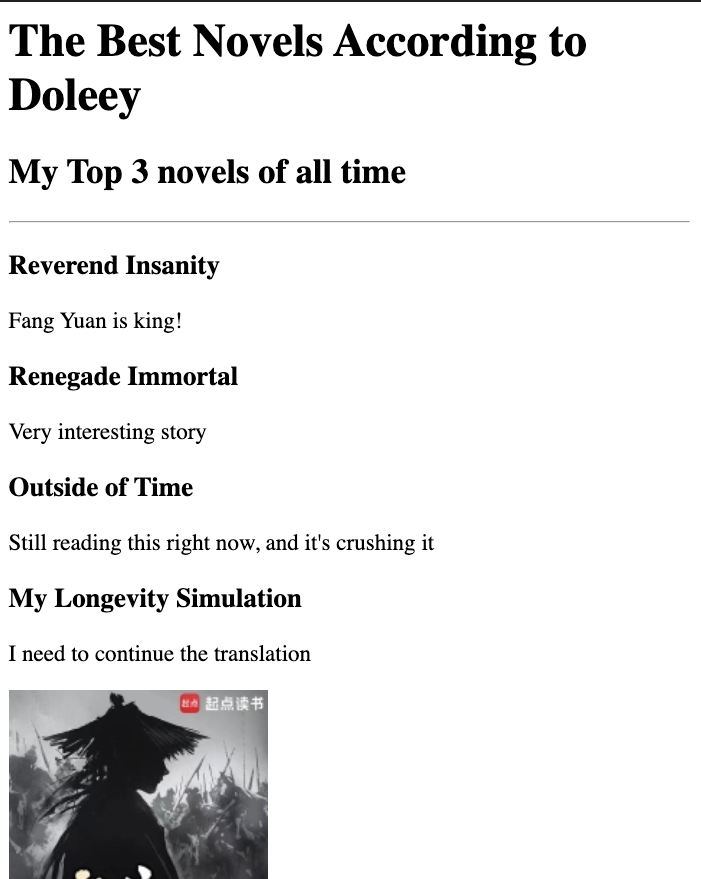 The Best Novels According to
Doleey
My Top 3 novels of all time
Reverend Insanity
Fang Yuan is king!
Renegade Immortal
Very interesting story
Outside of Time
Still reading this right now, and it's crushing it
My Longevity Simulation
I need to continue the translation
起点 起点读书